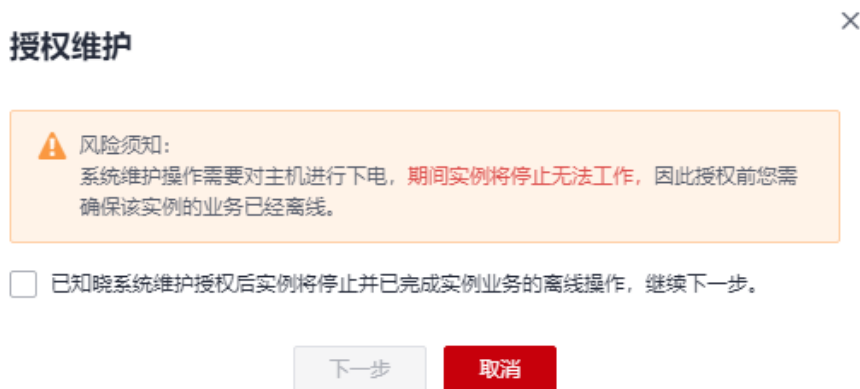 授权维护
风险须知：
系统维护操作需要对主机进行下电，期间实例将停止无法工作，因此授权前您需
确保该实例的业务已经离线。
已知晓系统维护授权后实例将停止并已完成实例业务的离线操作，继续下一步。
下一步 取消